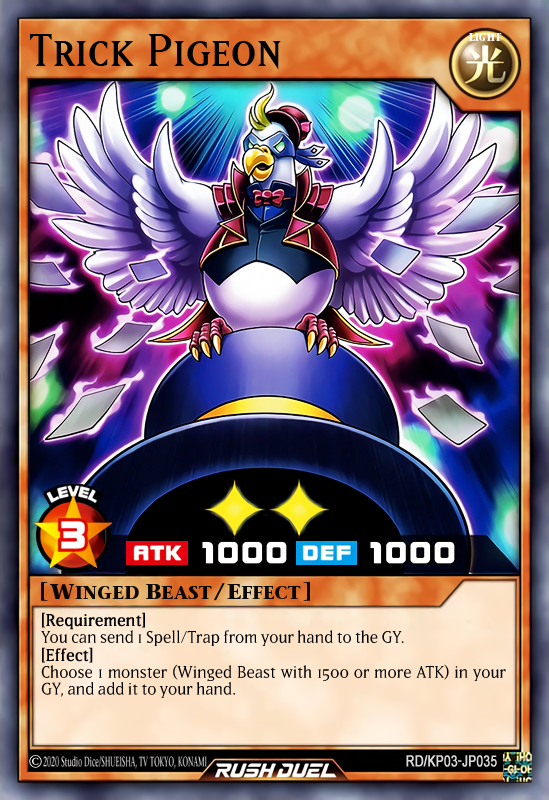 TRICK PIGEON
LIGHT
光
LEVEL
3
ATK 1000 DEF 1000
[WINGED BEAST/EFFECT]
[Requirement]
You can send 1 Spell/Trap from your hand to the GY.
[Effect]
Choose 1 monster (Winged Beast with 1500 or more ATK) in your
GY, and add it to your hand.
©2020 Studio Dice/SHUEISHA, TV TOKYO, KONAMI
RUSH DUEL
RD/KP03-JP035